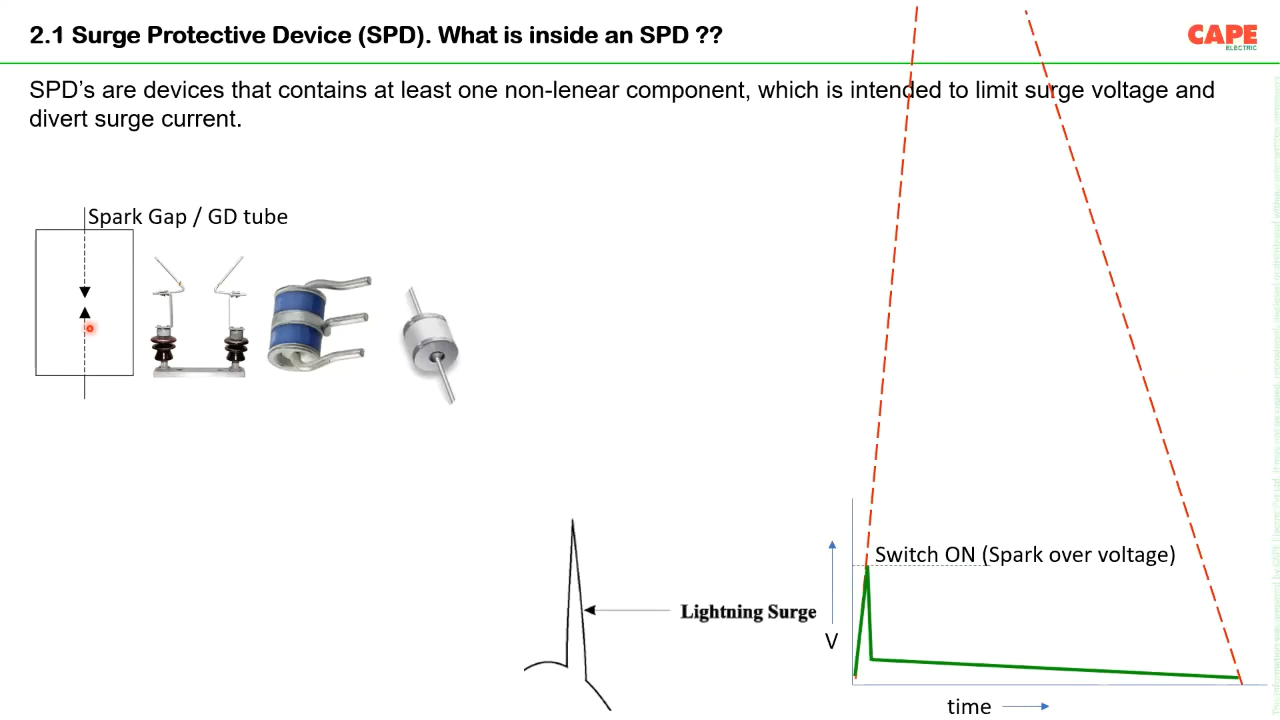 2.1 Surge Protective Device (SPD). What is inside an SPD ??
CAPE
ELECTRIC
SPD’s are devices that contains at least one non-lenear component, which is intended to limit surge voltage and
divert surge current.
Spark Gap / GD tube
Switch ON (Spark over voltage)
Lightning Surge
V
time